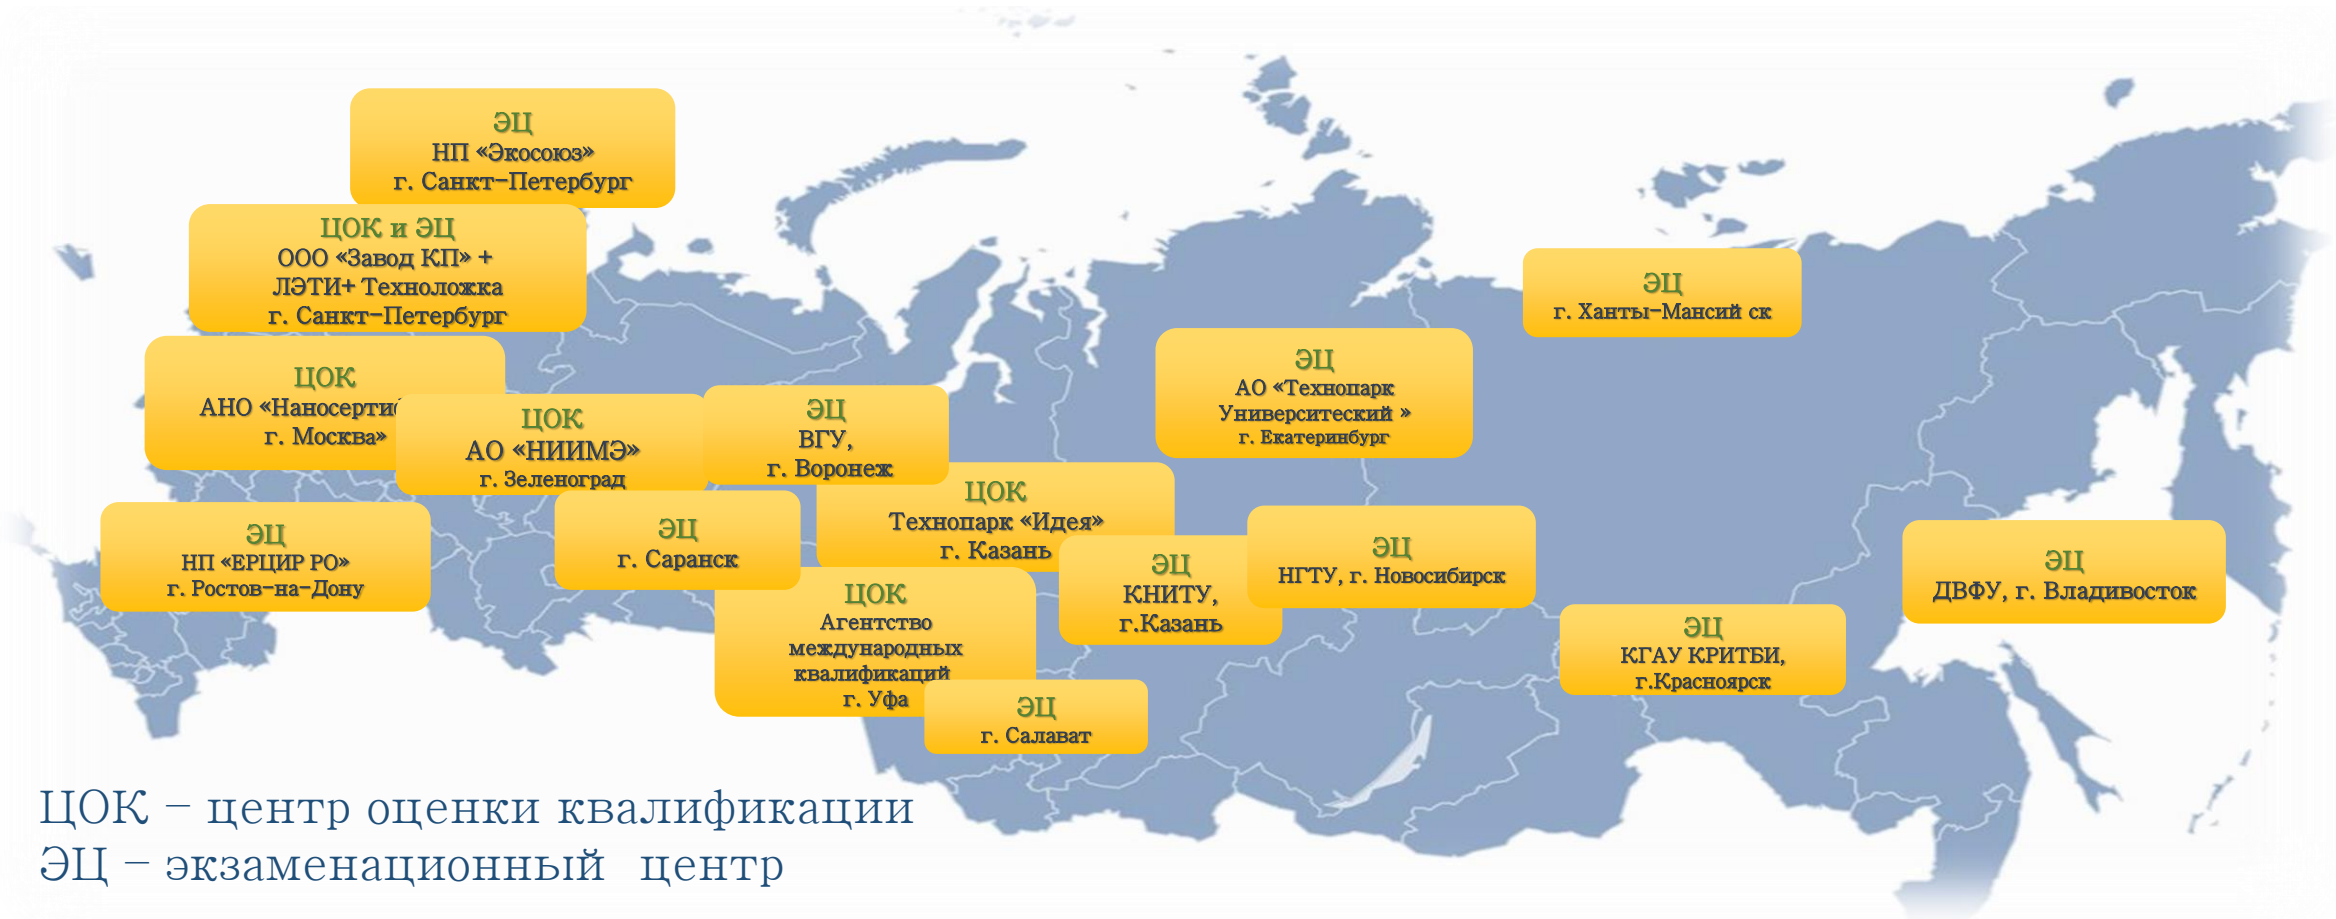 ЭЦ
НП «Экосоюз»
г. Санкт-Петербург
ЦОК и ЭЦ
ООО «Завод КП» +
ЛЭТИ+ Техноложка
г. Санкт-Петербург
ЭЦ
г. Ханты-Мансий ск
ЦОК
АНО
г. Москва»
ЦОК
АО «НИИМЭ»
г. Зеленоград
ЭЦ
ВГУ,
г. Воронеж
ЭЦ
АО «Технопарк
Университеский »
г. Екатеринбург
ЦОК
Технопарк «Идея»
г. Казань
ЭЦ
НП «ЕРЦИР РО»
г. Ростов-на-Дону
ЭЦ
г. Саранск
ЭЦ
КНИТУ,
г.Казань
ЭЦ
НГТУ, г. Новосибирск
ЭЦ
ДВФУ, г. Владивосток
ЦОК
Агентство
международных
квалификаций
г. Уфа
ЭЦ
КГАУ КРИТБИ,
г.Красноярск
ЭЦ
г. Салават
ЦОК – центр оценки квалификации
ЭЦ – экзаменационный центр